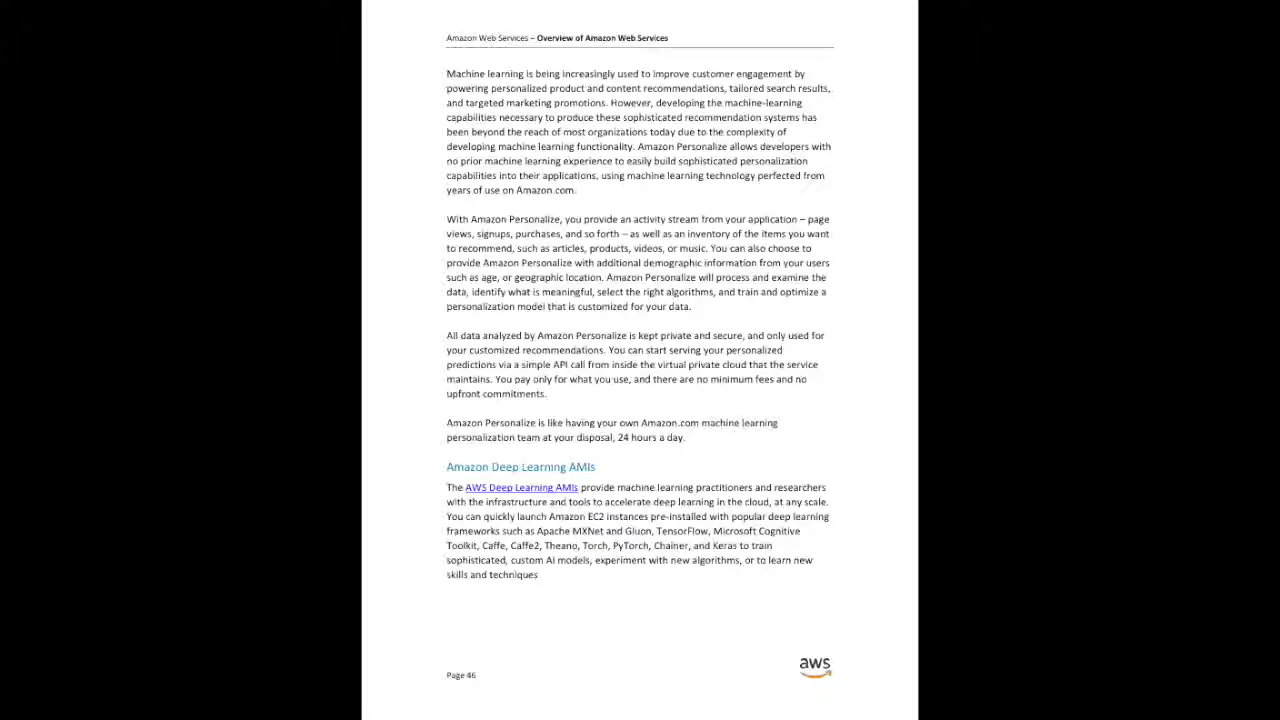 Amazon Web Services – Overview of Amazon Web Services
Machine learning is being increasingly used to improve customer engagement by
powering personalized product and content recommendations, tailored search results,
and targeted marketing promotions. However, developing the machine-learning
capabilities necessary to produce these sophisticated recommendation systems has
been beyond the reach of most organizations today due to the complexity of
developing machine learning functionality. Amazon Personalize allows developers with
no prior machine learning experience to easily build sophisticated personalization
capabilities into their applications, using machine learning technology perfected from
years of use on Amazon.com.
With Amazon Personalize, you provide an activity stream from your application – page
views, signups, purchases, and so forth – as well as an inventory of the items you want
to recommend, such as articles, products, videos, or music. You can also choose to
provide Amazon Personalize with additional demographic information from your users
such as age, or geographic location. Amazon Personalize will process and examine the
data, identify what is meaningful, select the right algorithms, and train and optimize a
personalization model that is customized for your data.
All data analyzed by Amazon Personalize is kept private and secure, and only used for
your customized recommendations. You can start serving your personalized
predictions via a simple API call from inside the virtual private cloud that the service
maintains. You pay only for what you use, and there are no minimum fees and no
upfront commitments.
Amazon Personalize is like having your own Amazon.com machine learning
personalization team at your disposal, 24 hours a day.
Amazon Deep Learning AMIs
The AWS Deep Learning AMIs provide machine learning practitioners and researchers
with the infrastructure and tools to accelerate deep learning in the cloud, at any scale.
You can quickly launch Amazon EC2 instances pre-installed with popular deep learning
frameworks such as Apache MXNet and Gluon, TensorFlow, Microsoft Cognitive
Toolkit, Caffe, Caffe2, Theano, Torch, PyTorch, Chainer, and Keras to train
sophisticated, custom AI models, experiment with new algorithms, or to learn new
skills and techniques
aws
Page 46